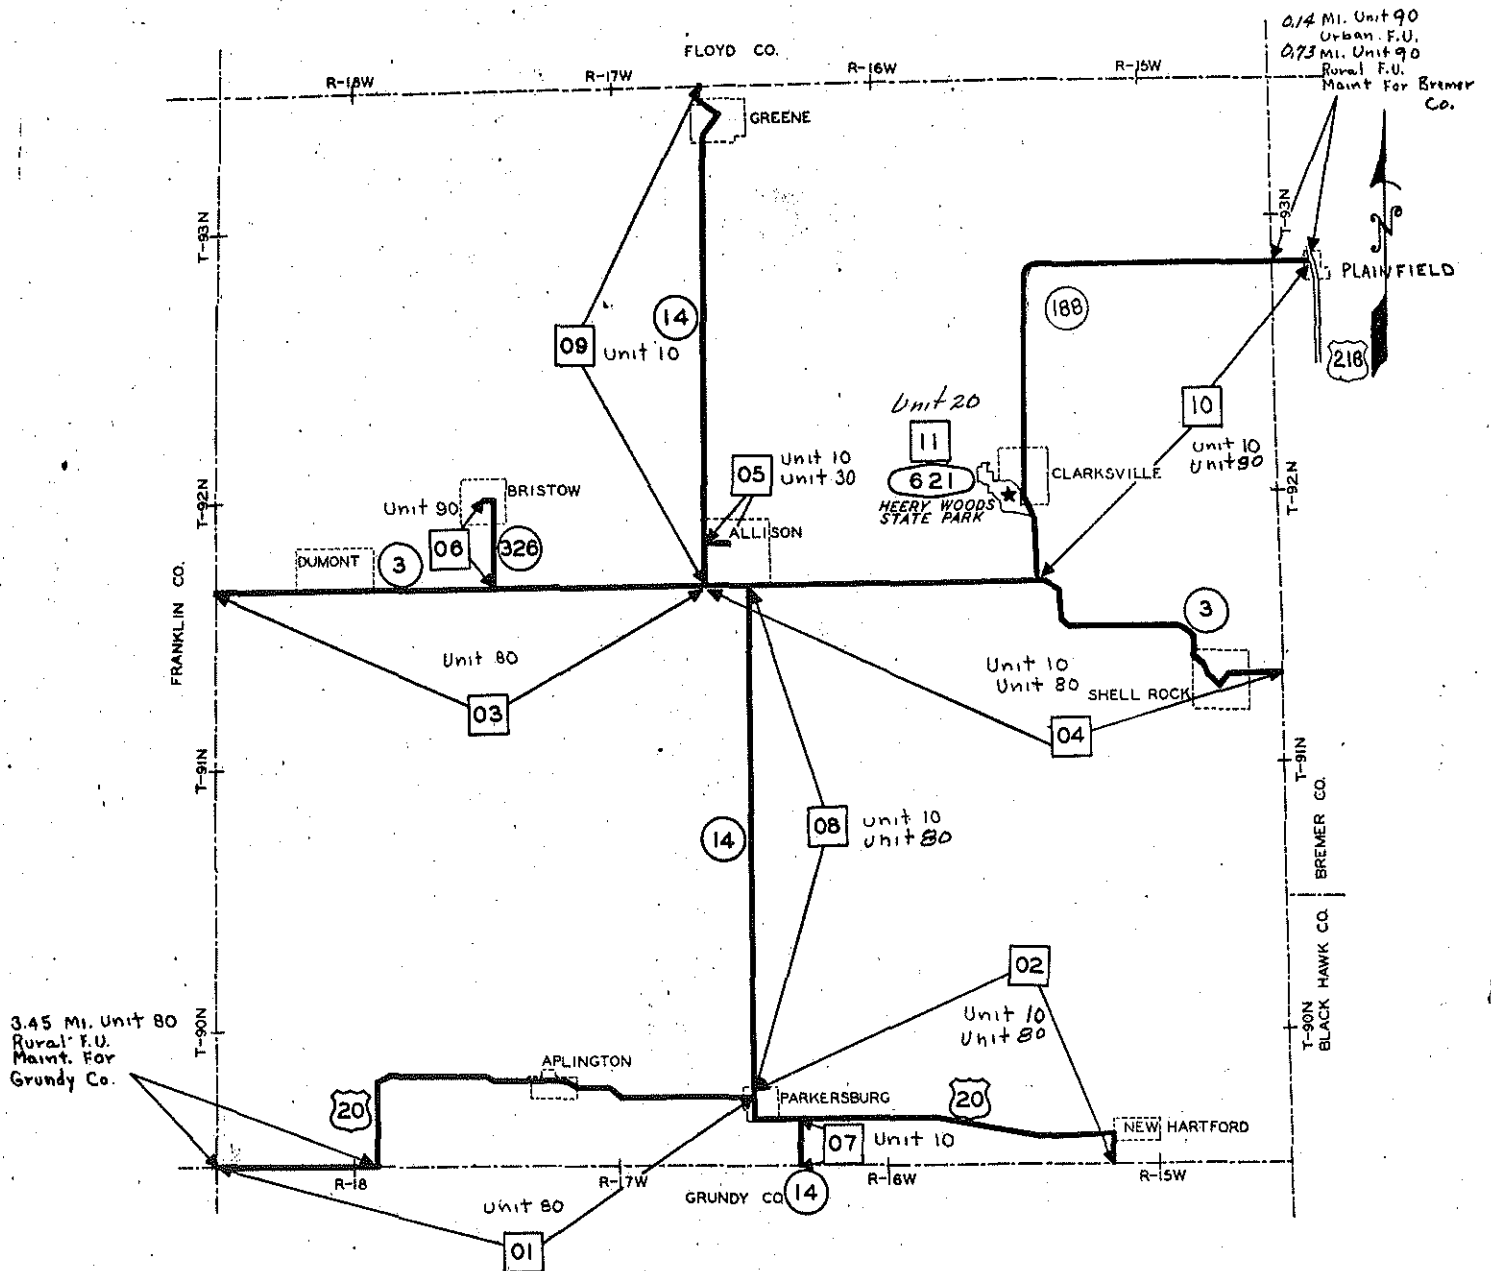 0.14 Mi. Unit 90
Urban F.U.
0.73 Mi. Unit 90
Rural F.U.
Maint For Bremer
Co.
FLOYD CO.
R-18W
R-17W
R-16W
R-15W
GREENE
T-93N
T-93N
N
PLAINFIELD
14
188
09
Unit 10
218
10
Unit 10
Unit 90
Unit 20
11
621
HEERY WOODS
STATE PARK
CLARKSVILLE
05
Unit 10
Unit 30
ALLISON
BRISTOW
Unit 90
06
326
T-92N
T-92N
DUMONT
3
FRANKLIN CO.
3
Unit 80
03
Unit 10
Unit 80
SHELL ROCK
04
T-91N
T-91N
14
08
Unit 10
Unit 80
BREMER CO.
BLACK HAWK CO.
02
Unit 10
Unit 80
3.45 Mi. Unit 80
Rural F.U.
Maint. For
Grundy Co.
T-90N
T-90N
APLINGTON
20
PARKERSBURG
20
NEW HARTFORD
07
Unit 10
R-18
R-17W
GRUNDY CO.
14
R-16W
R-15W
Unit 80
01